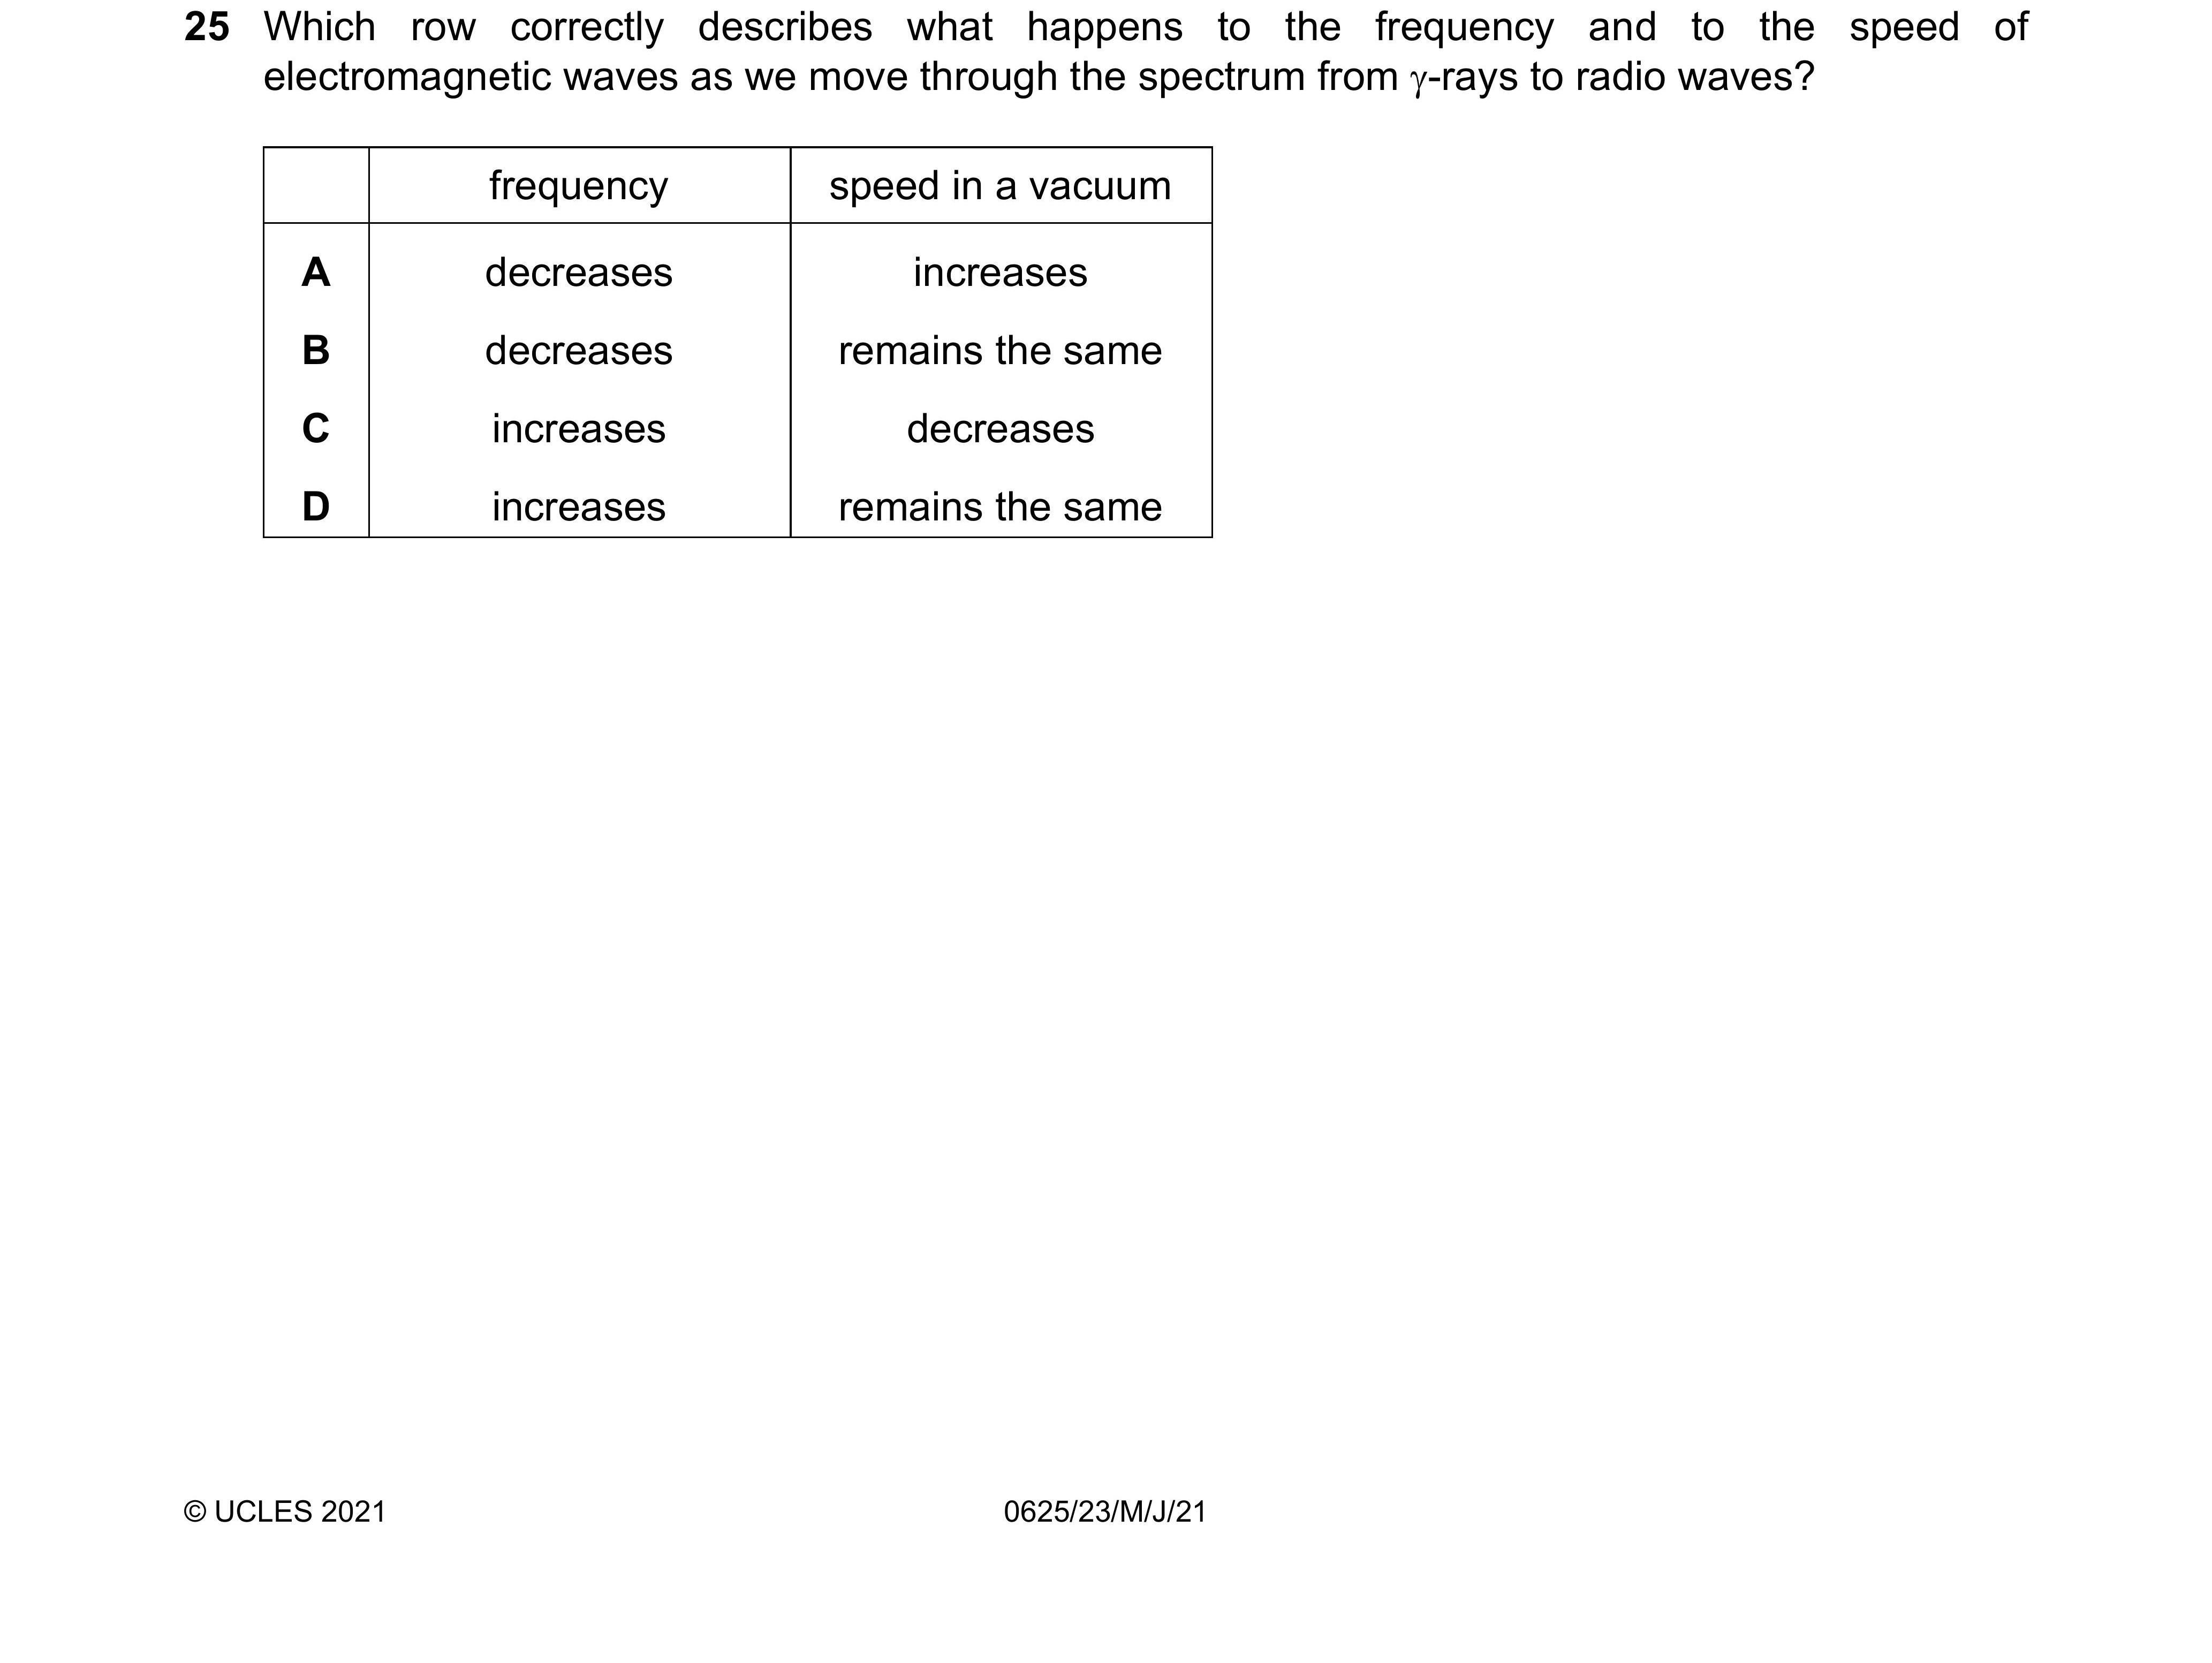 25 Which row correctly describes what happens to the frequency and to the speed of
electromagnetic waves as we move through the spectrum from γ-rays to radio waves?
frequency speed in a vacuum
A decreases increases
B decreases remains the same
C increases decreases
D increases remains the same
© UCLES 2021 0625/23/M/J/21